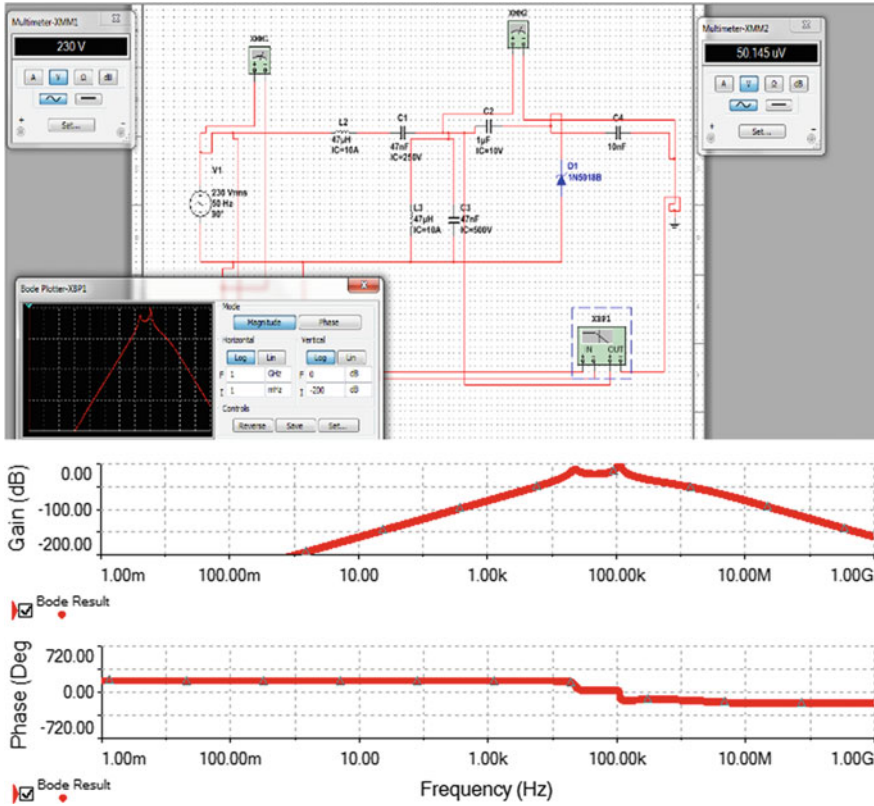 Multimeter-XMM1
230 V
A V Ω dB
Set...
XMM1
XMM2
Multimeter-XMM2
50.145 uV
A V Ω dB
Set...
V1
230 Vrms
50 Hz
90°
L2
47µH
IC=10A
C1
47nF
IC=250V
L3
47µH
IC=10A
C3
47nF
IC=500V
C2
1µF
IC=10V
D1
1N5018B
C4
10nF
Bode Plotter-XBP1
Mode
Magnitude Phase
Horizontal Vertical
Log Lin Log Lin
F 1 GHz F 0 dB
I 1 mHz I -200 dB
Controls
Reverse Save Set...
XBP1
IN OUT
Gain (dB)
0.00
-100.00
-200.00
1.00m 100.00m 10.00 1.00k 100.00k 10.00M 1.00G
Bode Result
Phase (Deg
720.00
0.00
-720.00
1.00m 100.00m 10.00 1.00k 100.00k 10.00M 1.00G
Bode Result
Frequency (Hz)